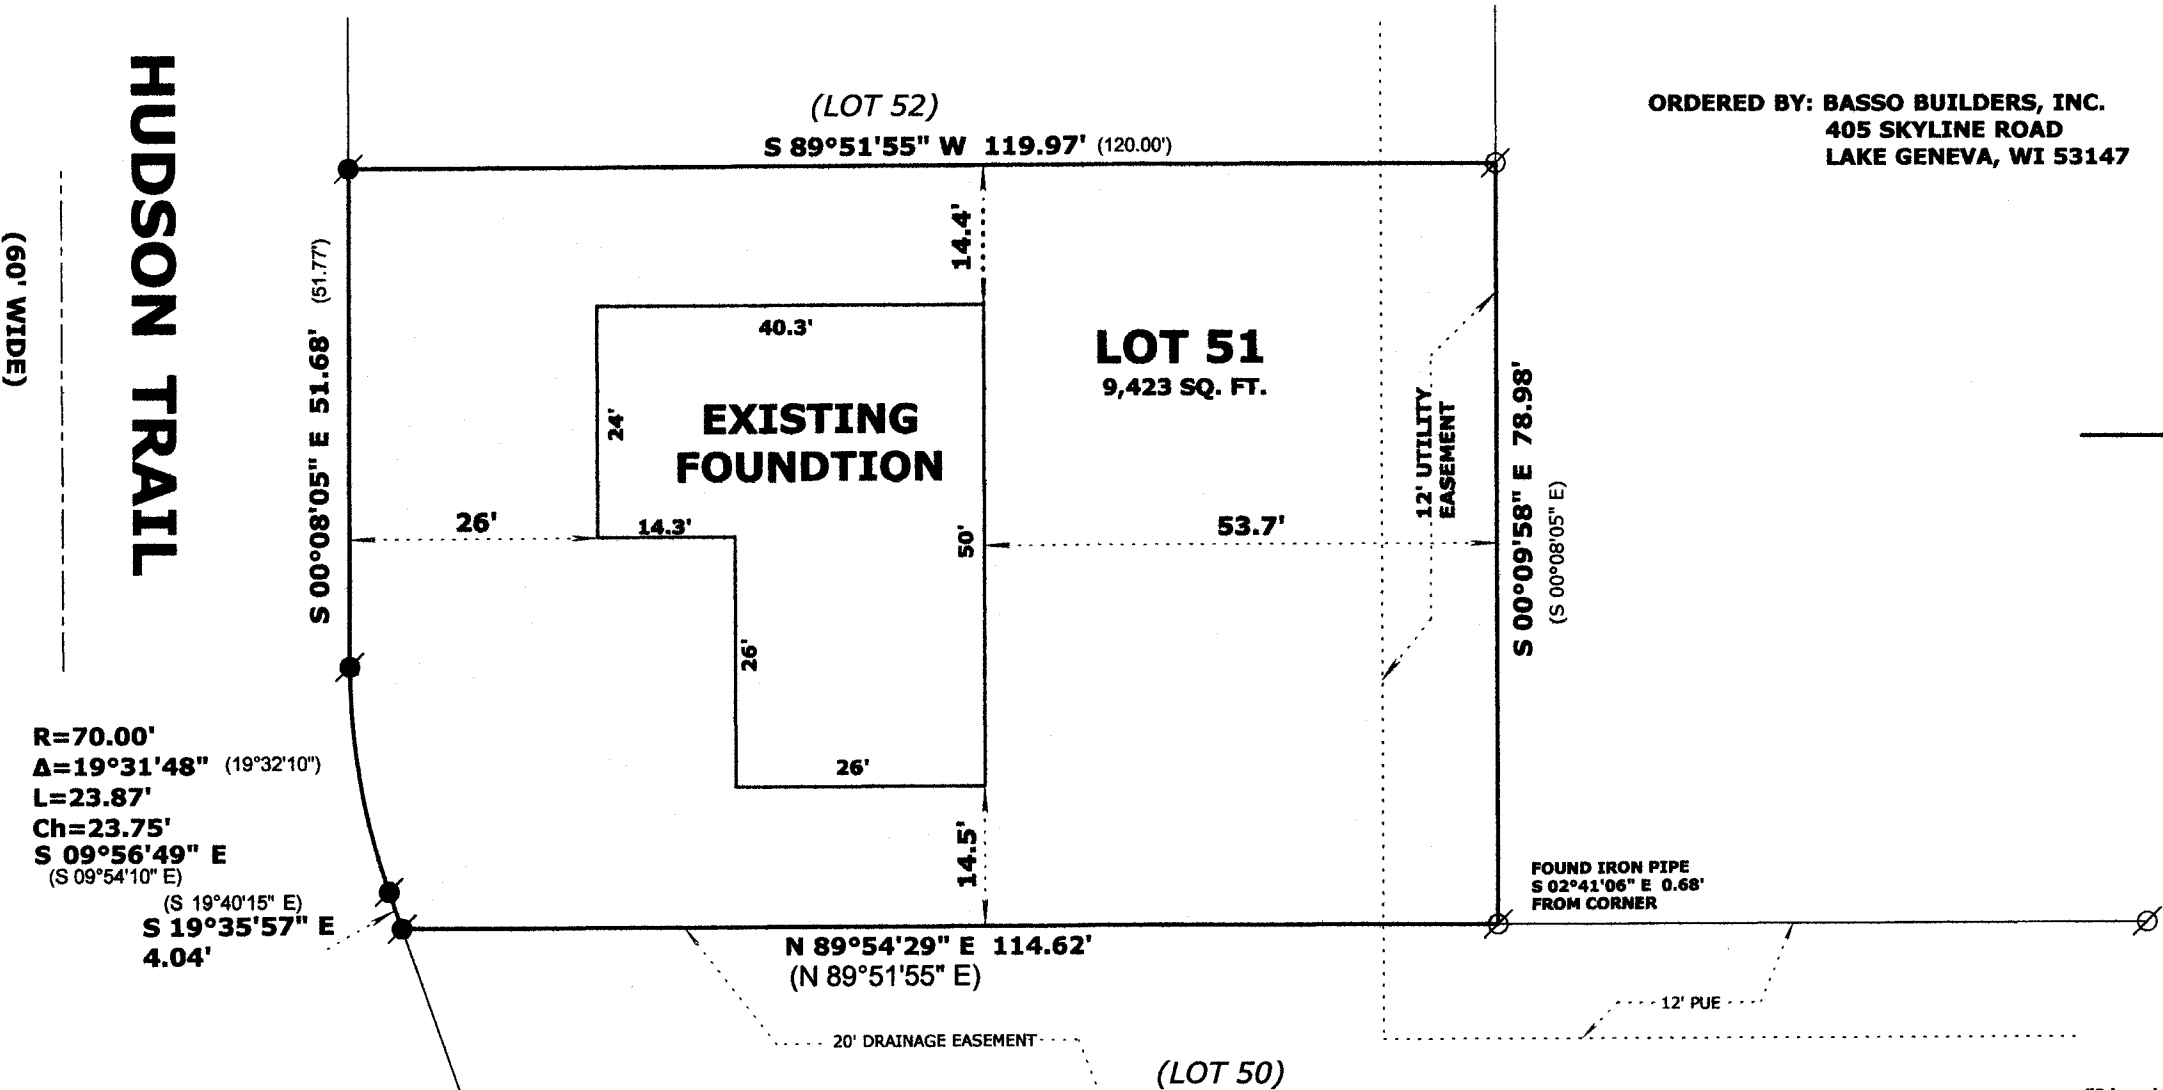 HUDSON TRAIL
(60' WIDE)
(LOT 52)
S 89°51'55" W 119.97' (120.00')
ORDERED BY: BASSO BUILDERS, INC.
405 SKYLINE ROAD
LAKE GENEVA, WI 53147
14.4'
S 00°08'05" E 51.68' (51.77')
40.3'
LOT 51
9,423 SQ. FT.
24'
EXISTING
FOUNDTION
12' UTILITY
EASEMENT
S 00°09'58" E 78.98'
(S 00°08'05" E)
26'
14.3'
50'
53.7'
26'
26'
R=70.00'
Δ=19°31'48" (19°32'10")
L=23.87'
Ch=23.75'
S 09°56'49" E
(S 09°54'10" E)
(S 19°40'15" E)
S 19°35'57" E
4.04'
14.5'
FOUND IRON PIPE
S 02°41'06" E 0.68'
FROM CORNER
N 89°54'29" E 114.62'
(N 89°51'55" E)
12' PUE
20' DRAINAGE EASEMENT
(LOT 50)